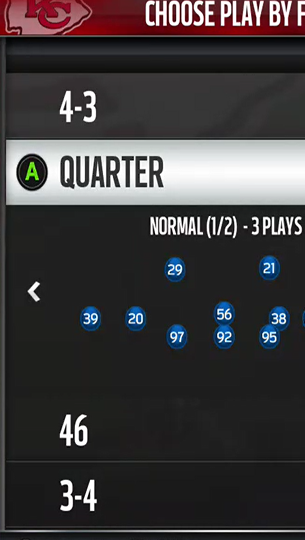 KC
CHOOSE PLAY BY F
4-3
A QUARTER
NORMAL (1/2) - 3 PLAYS
29 21
39 20 56 38
97 92 95
46
3-4